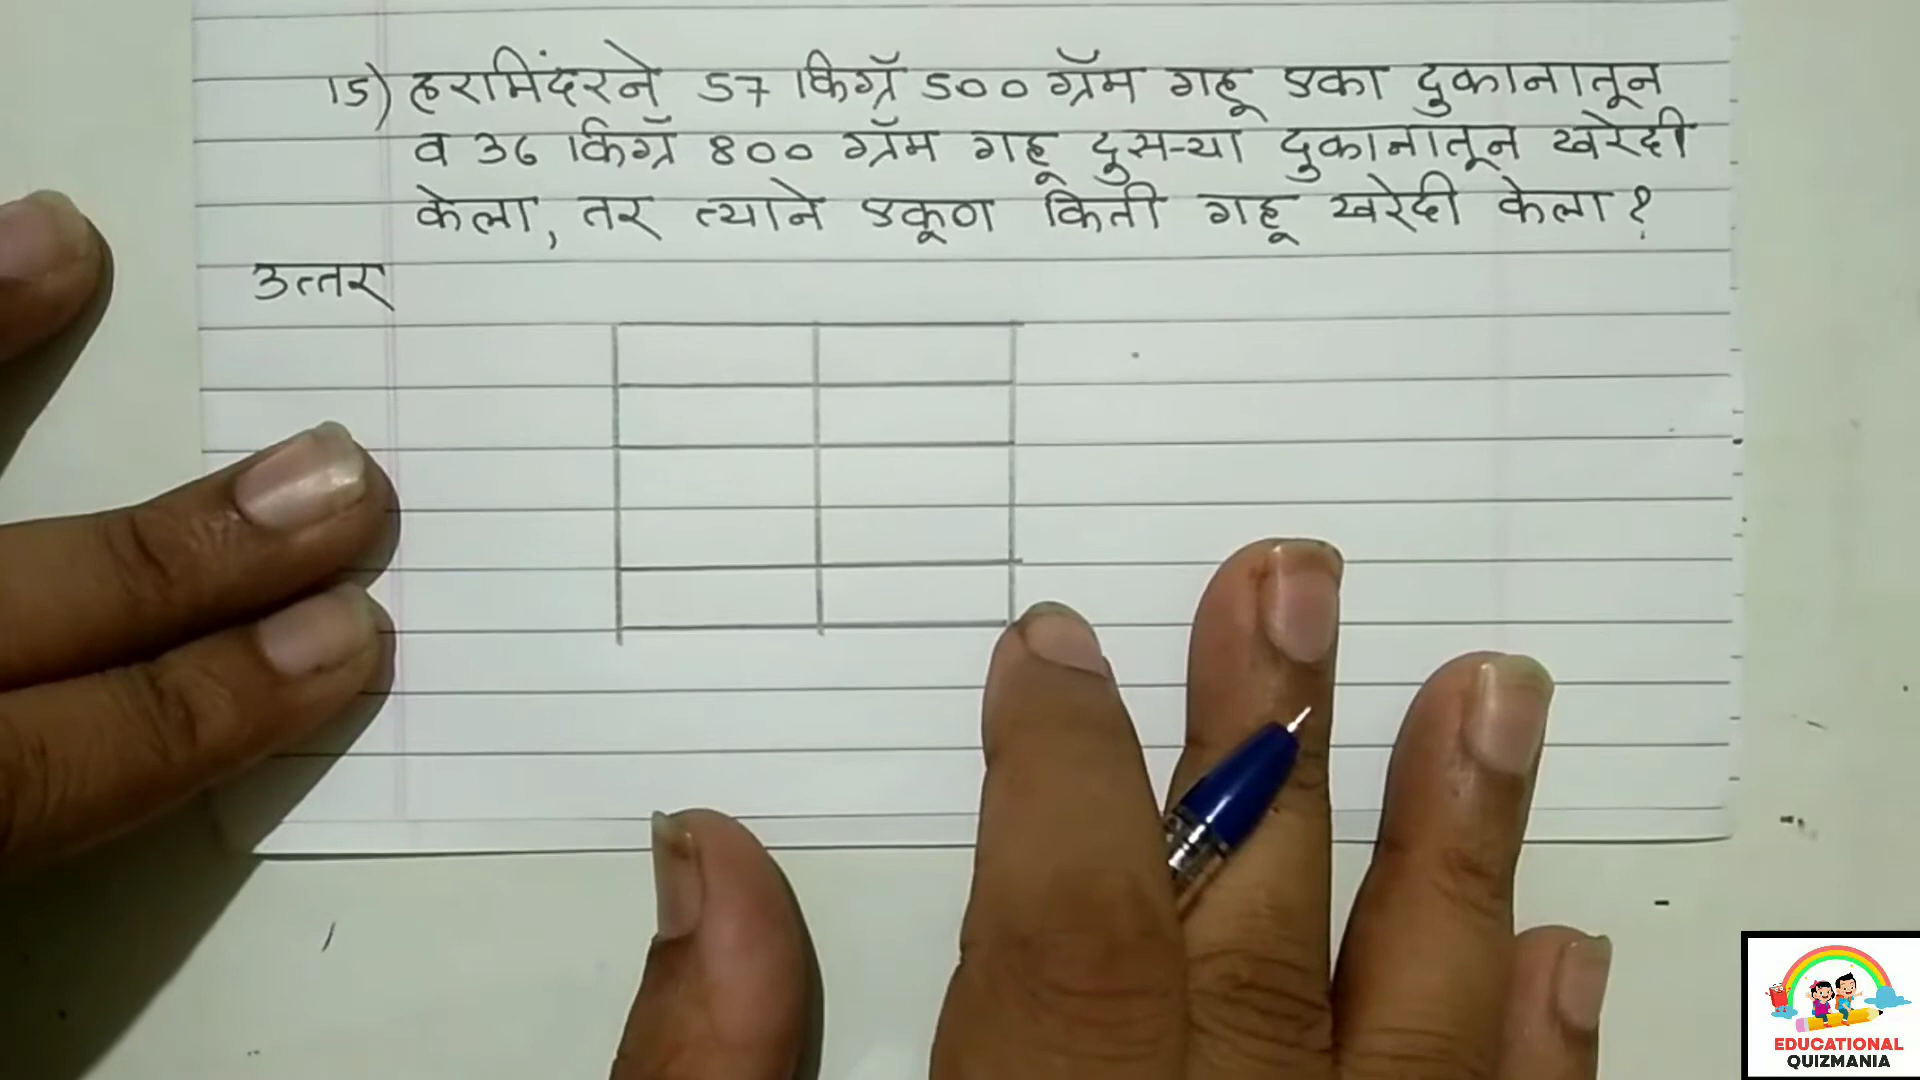 15) हरमिंदरने 57 किग्रॅ 500 ग्रॅम गहू एका दुकानातून
व 36 किग्रॅ 800 ग्रॅम गहू दुसऱ्या दुकानातून खरेदी
केला, तर त्याने एकूण किती गहू खरेदी केला?
उत्तर
EDUCATIONAL
QUIZMANIA